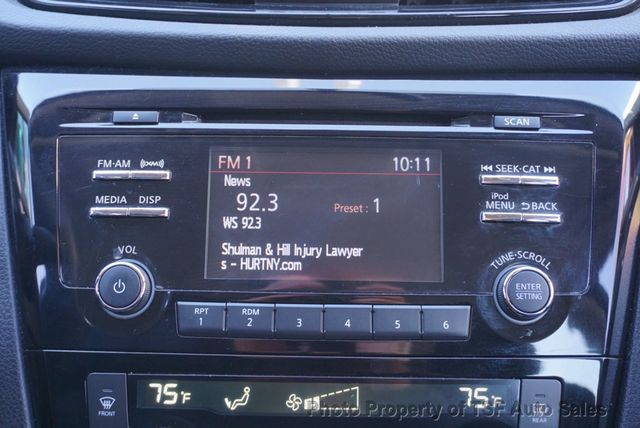 SCAN
FM·AM
SEEK·CAT
MEDIA DISP
iPod
MENU BACK
VOL
TUNE·SCROLL
ENTER
SETTING
FM 1 10:11
News
92.3 Preset: 1
WS 92.3
Shulman & Hill Injury Lawyer
s - HURTNY.com
RPT RDM
1 2 3 4 5 6
FRONT
75°F 75°F
REAR
Photo Property of TSF Auto Sales